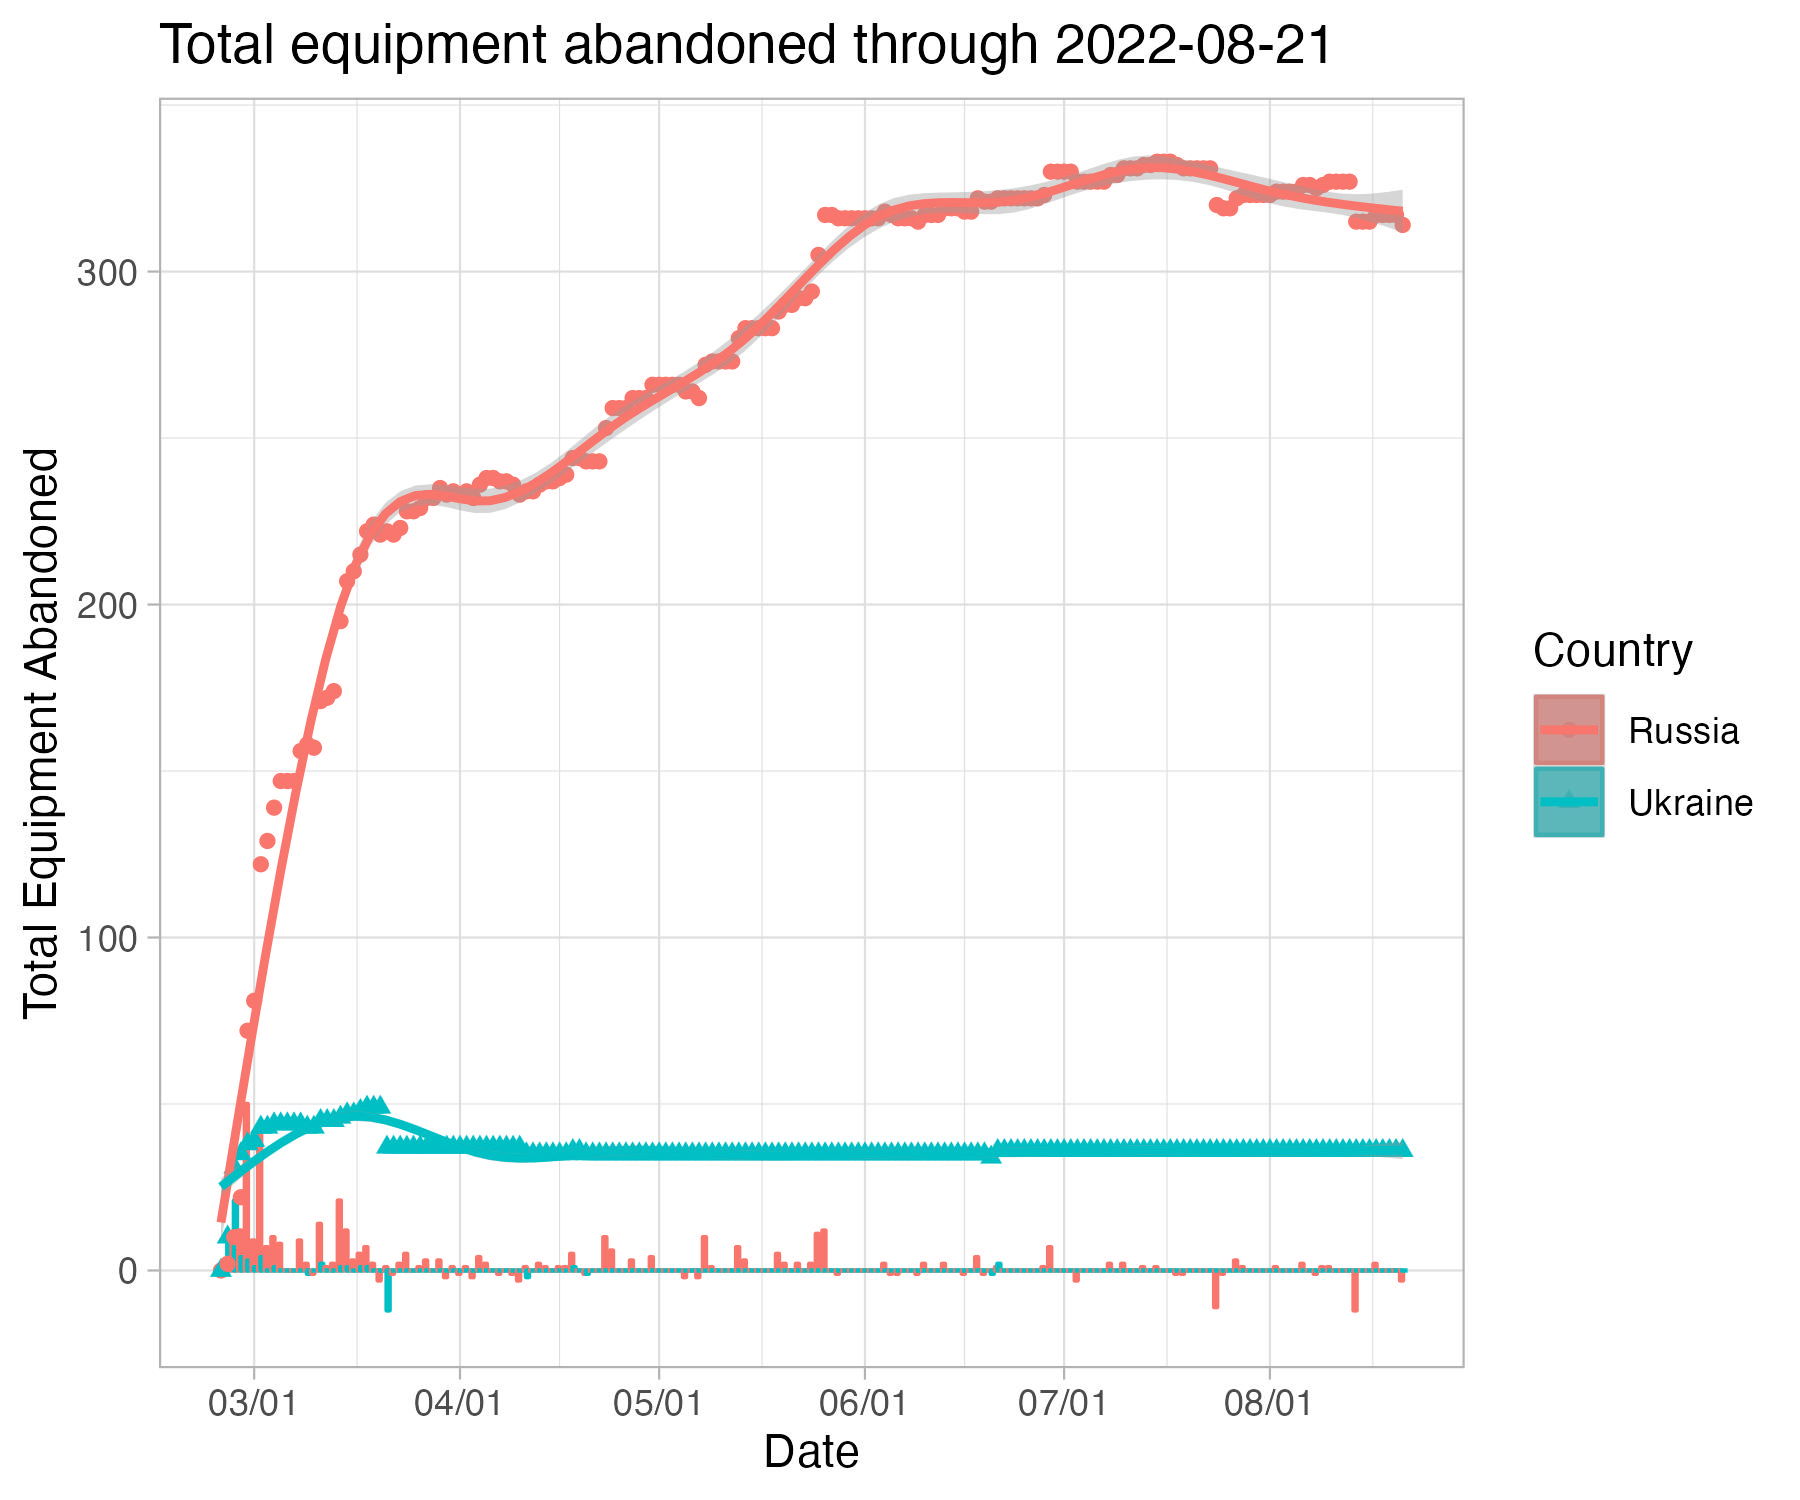 Total equipment abandoned through 2022-08-21
Total Equipment Abandoned
300
200
100
0
03/01 04/01 05/01 06/01 07/01 08/01
Date
Country
Russia
Ukraine